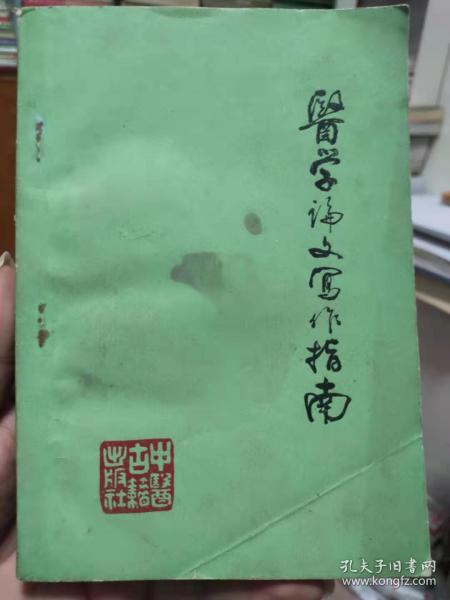 醫学论文寫作指南
中醫
古籍
出版社
孔夫子旧书网
www.kongfz.com